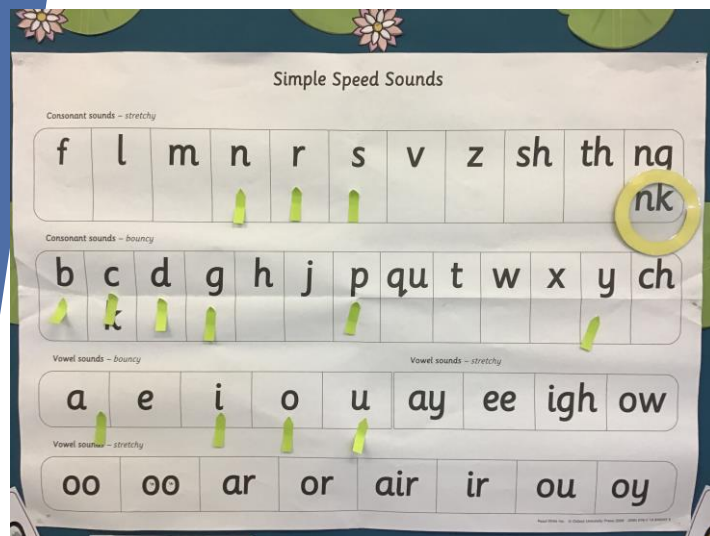 Simple Speed Sounds
Consonant sounds – stretchy
f l m n r s v z sh th ng
nk
Consonant sounds – bouncy
b c d g h j p qu t w x y ch
k
Vowel sounds – bouncy Vowel sounds – stretchy
a e i o u ay ee igh ow
Vowel sounds – stretchy
oo oo ar or air ir ou oy